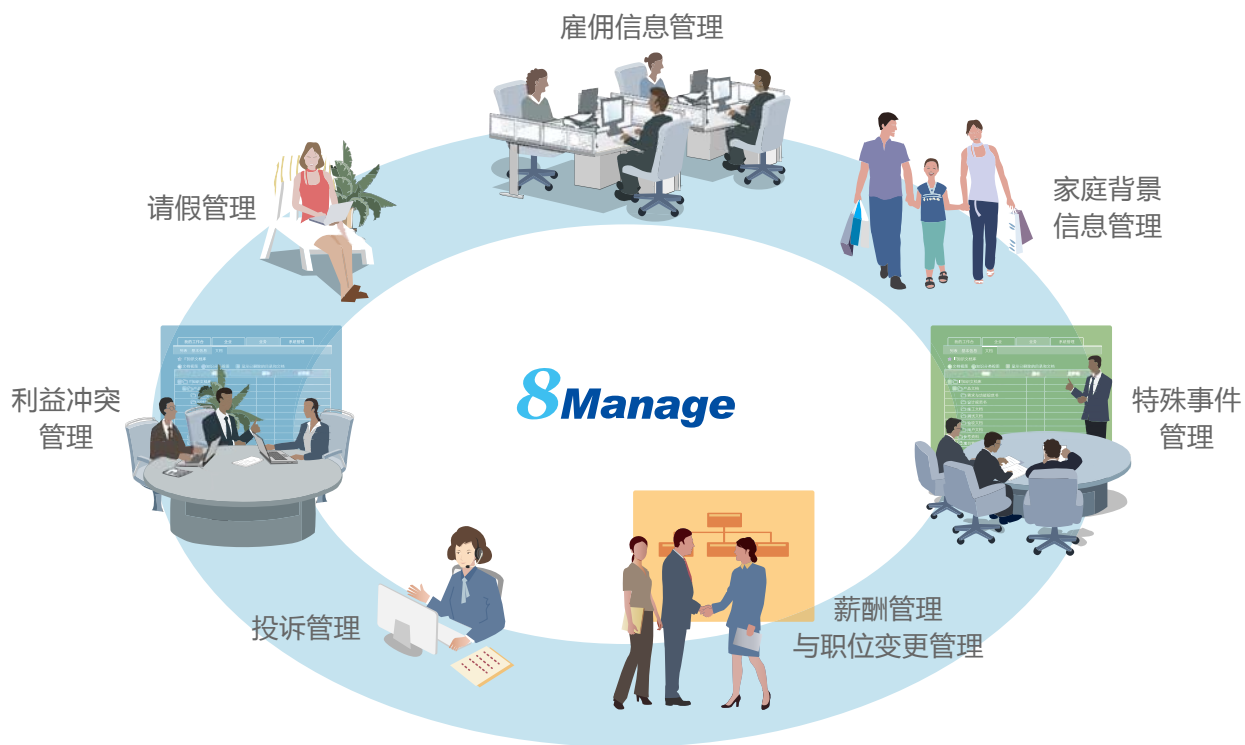 雇佣信息管理
请假管理
家庭背景
信息管理
8Manage
利益冲突
管理
特殊事件
管理
投诉管理
薪酬管理
与职位变更管理